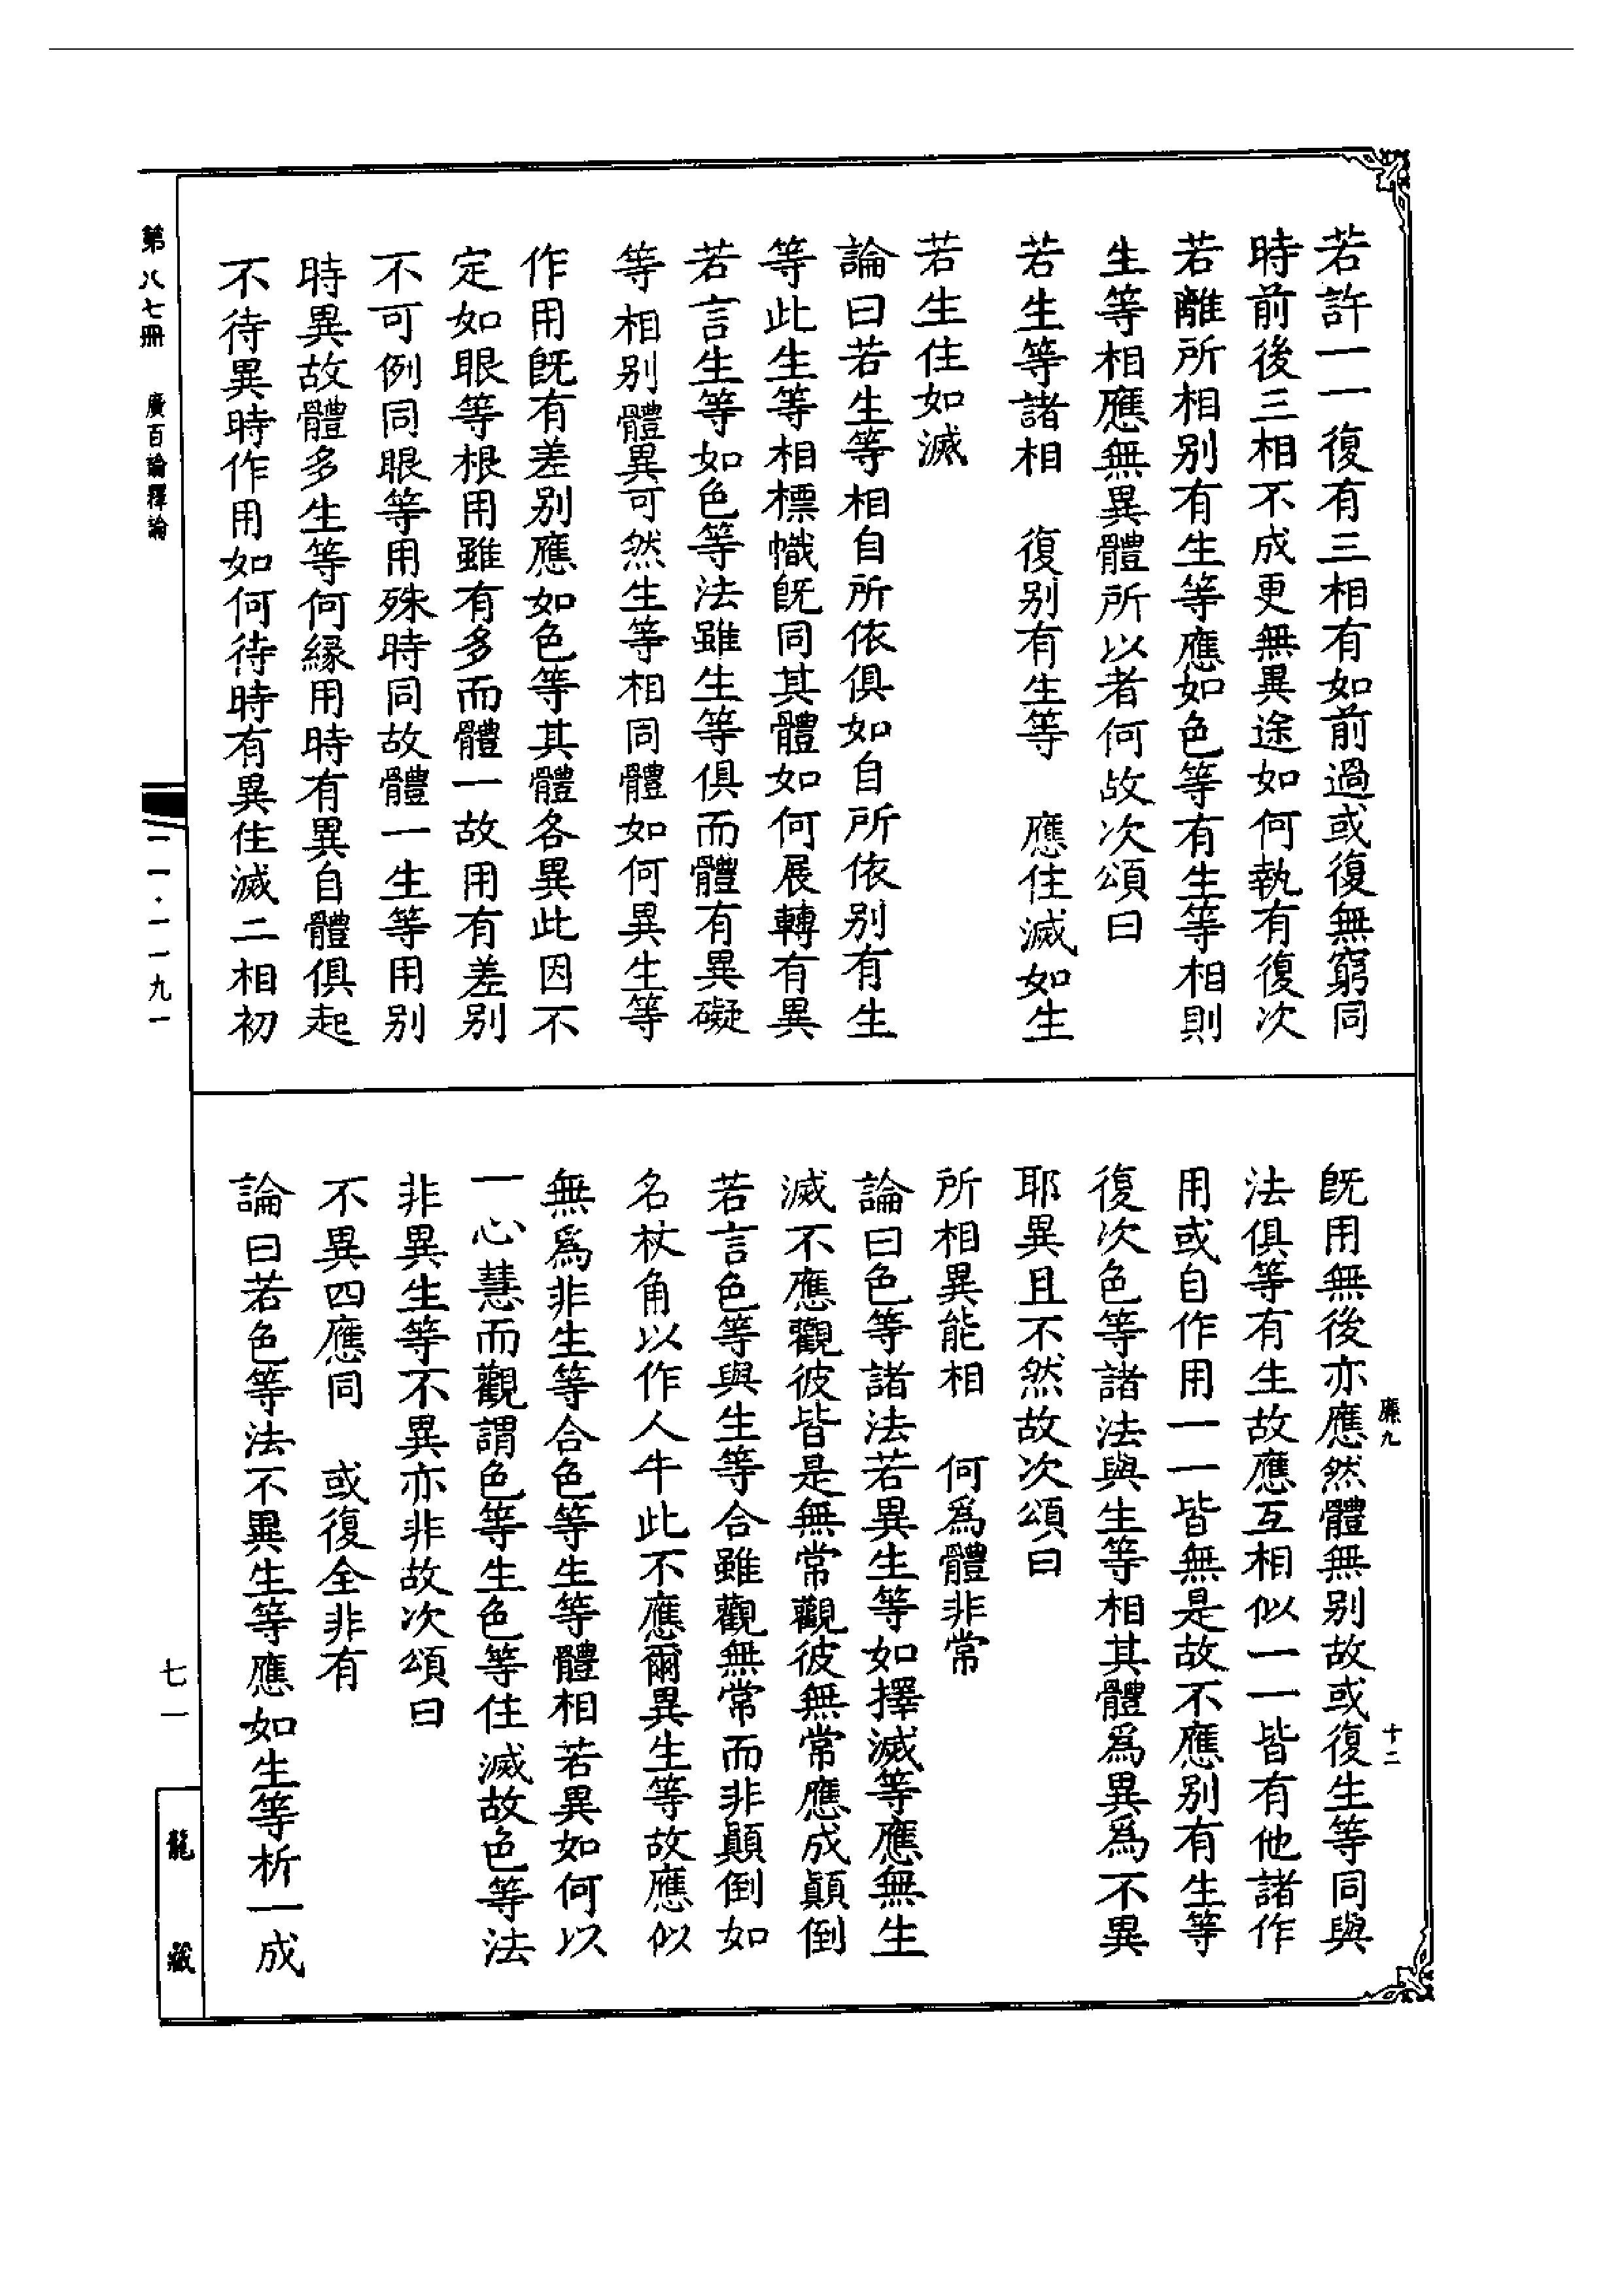 若許一一復有三相有如前過或復無窮同
時前後三相不成更無異途如何執有復次
若離所相别有生等應如色等有生等相則
生等相應無異體所以者何故次頌曰
若生等諸相　復别有生等　應住滅如生
若生住如滅
論曰若生等相自所依俱如自所依别有生
等此生等相標幟旣同其體如何展轉有異
若言生等如色等法雖生等俱而體有異礙
等相别體異可然生等相同體如何異生等
作用旣有差别應如色等其體各異此因不
定如眼等根用雖有多而體一故用有差别
不可例同眼等用殊時同故體一生等用别
時異故體多生等何緣用時有異自體俱起
不待異時作用如何待時有異住滅二相初
旣用無後亦應然體無别故或復生等同與
法俱等有生故應互相似一一皆有他諸作
用或自作用一一皆無是故不應别有生等
復次色等諸法與生等相其體爲異爲不異
耶異且不然故次頌曰
所相異能相　何爲體非常
論曰色等諸法若異生等如擇滅等應無生
滅不應觀彼皆是無常觀彼無常應成顚倒
若言色等與生等合雖觀無常而非顚倒如
名杖角以作人牛此不應爾異生等故應似
無爲非生等合色等生等體相若異如何以
一心慧而觀謂色等生色等住滅故色等法
非異生等不異亦非故次頌曰
不異四應同　或復全非有
論曰若色等法不異生等應如生等析一成
廉九
十二
第八七冊　廣百論釋論
一一·一一九一
七一
龍藏